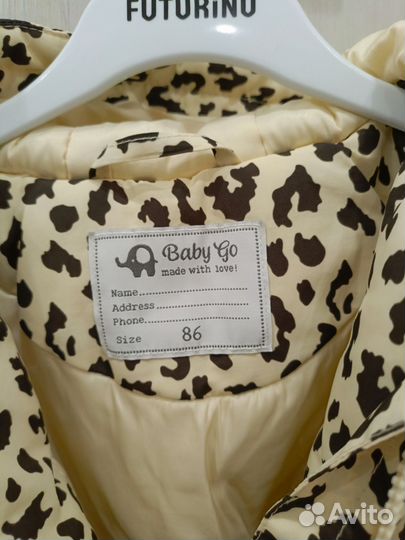 FUTURINO
Baby Go
made with love!
Name
Address
Phone
Size 86
Avito